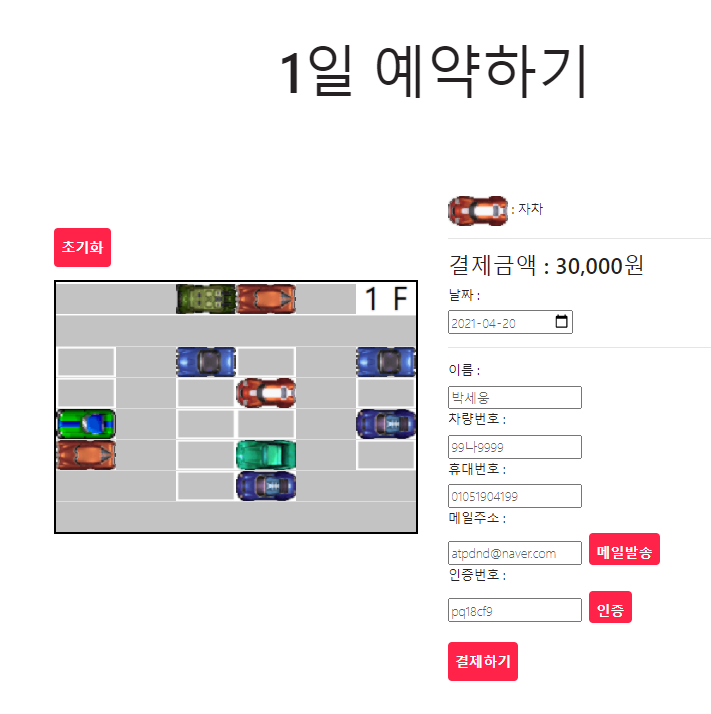 1일 예약하기
: 자차
초기화
1 F
결제금액 : 30,000원
날짜 :
2021-04-20
이름 :
박세웅
차량번호 :
99나9999
휴대번호 :
01051904199
메일주소 :
atpdnd@naver.com 메일발송
인증번호 :
pq18cf9 인증
결제하기